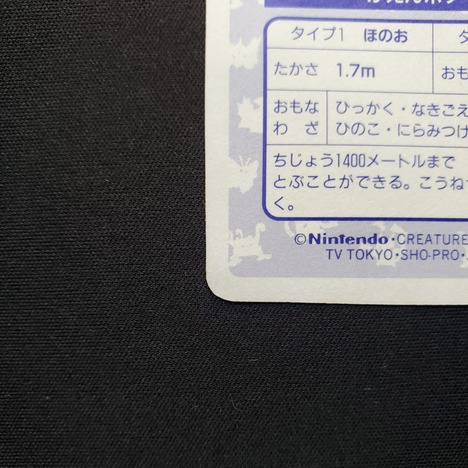 タイプ1 ほのお
たかさ 1.7m おも
おもな ひっかく・なきごえ
わざ ひのこ・にらみつけ
ちじょう1400メートルまで
とぶことができる。こうねつ
く。
©Nintendo・CREATURE
TV TOKYO・SHO-PRO・